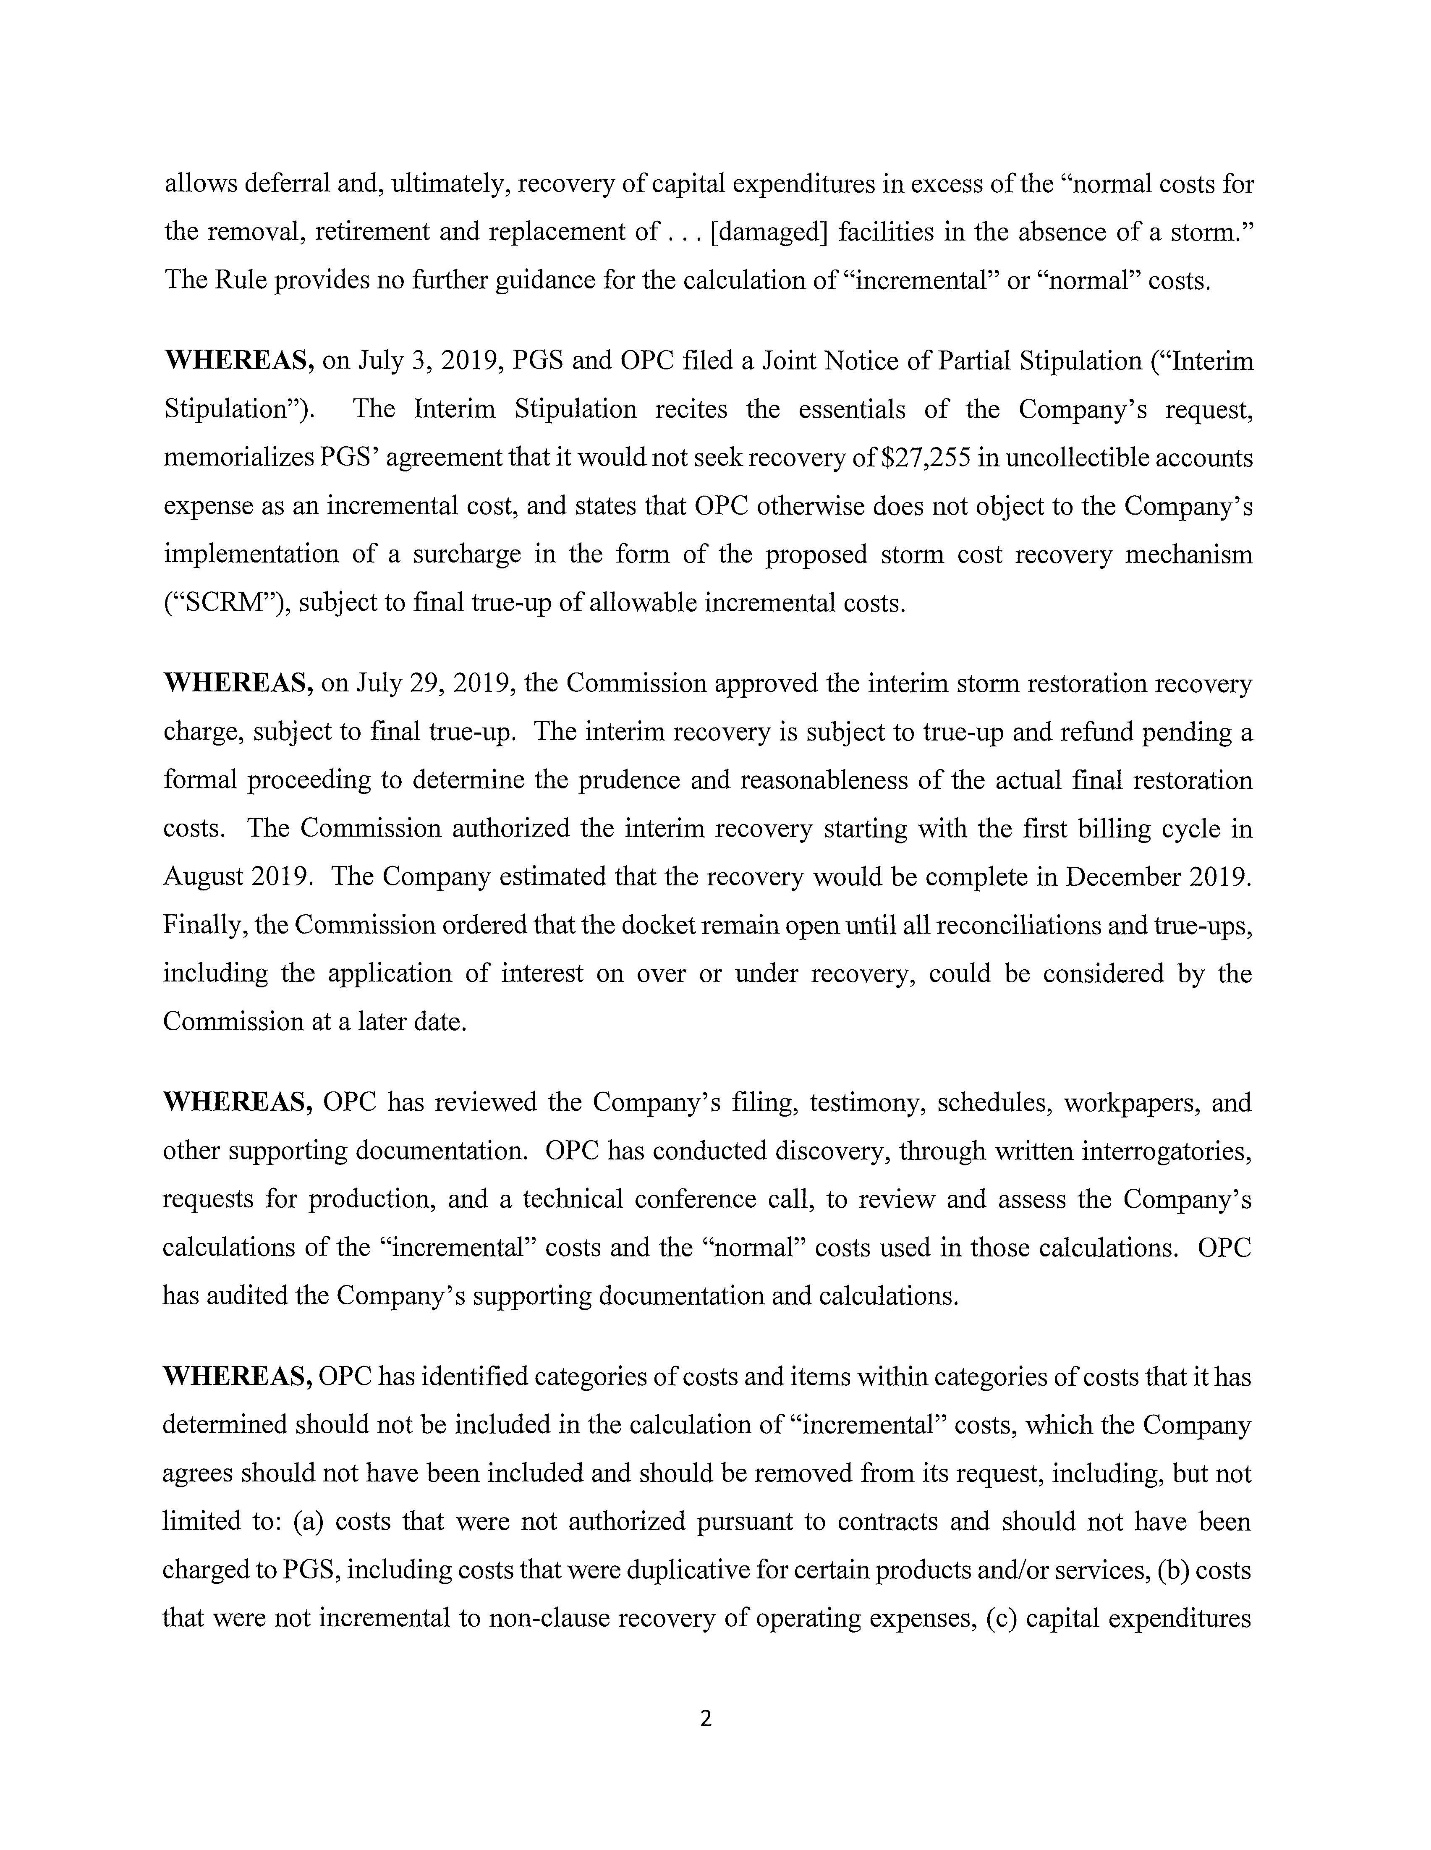 allows deferral and, ultimately, recovery of capital expenditures in excess of the “normal costs for
the removal, retirement and replacement of . . . [damaged] facilities in the absence of a storm.”
The Rule provides no further guidance for the calculation of “incremental” or “normal” costs.
WHEREAS, on July 3, 2019, PGS and OPC filed a Joint Notice of Partial Stipulation (“Interim
Stipulation”). The Interim Stipulation recites the essentials of the Company’s request,
memorializes PGS’ agreement that it would not seek recovery of $27,255 in uncollectible accounts
expense as an incremental cost, and states that OPC otherwise does not object to the Company’s
implementation of a surcharge in the form of the proposed storm cost recovery mechanism
(“SCRM”), subject to final true-up of allowable incremental costs.
WHEREAS, on July 29, 2019, the Commission approved the interim storm restoration recovery
charge, subject to final true-up. The interim recovery is subject to true-up and refund pending a
formal proceeding to determine the prudence and reasonableness of the actual final restoration
costs. The Commission authorized the interim recovery starting with the first billing cycle in
August 2019. The Company estimated that the recovery would be complete in December 2019.
Finally, the Commission ordered that the docket remain open until all reconciliations and true-ups,
including the application of interest on over or under recovery, could be considered by the
Commission at a later date.
WHEREAS, OPC has reviewed the Company’s filing, testimony, schedules, workpapers, and
other supporting documentation. OPC has conducted discovery, through written interrogatories,
requests for production, and a technical conference call, to review and assess the Company’s
calculations of the “incremental” costs and the “normal” costs used in those calculations. OPC
has audited the Company’s supporting documentation and calculations.
WHEREAS, OPC has identified categories of costs and items within categories of costs that it has
determined should not be included in the calculation of “incremental” costs, which the Company
agrees should not have been included and should be removed from its request, including, but not
limited to: (a) costs that were not authorized pursuant to contracts and should not have been
charged to PGS, including costs that were duplicative for certain products and/or services, (b) costs
that were not incremental to non-clause recovery of operating expenses, (c) capital expenditures
2